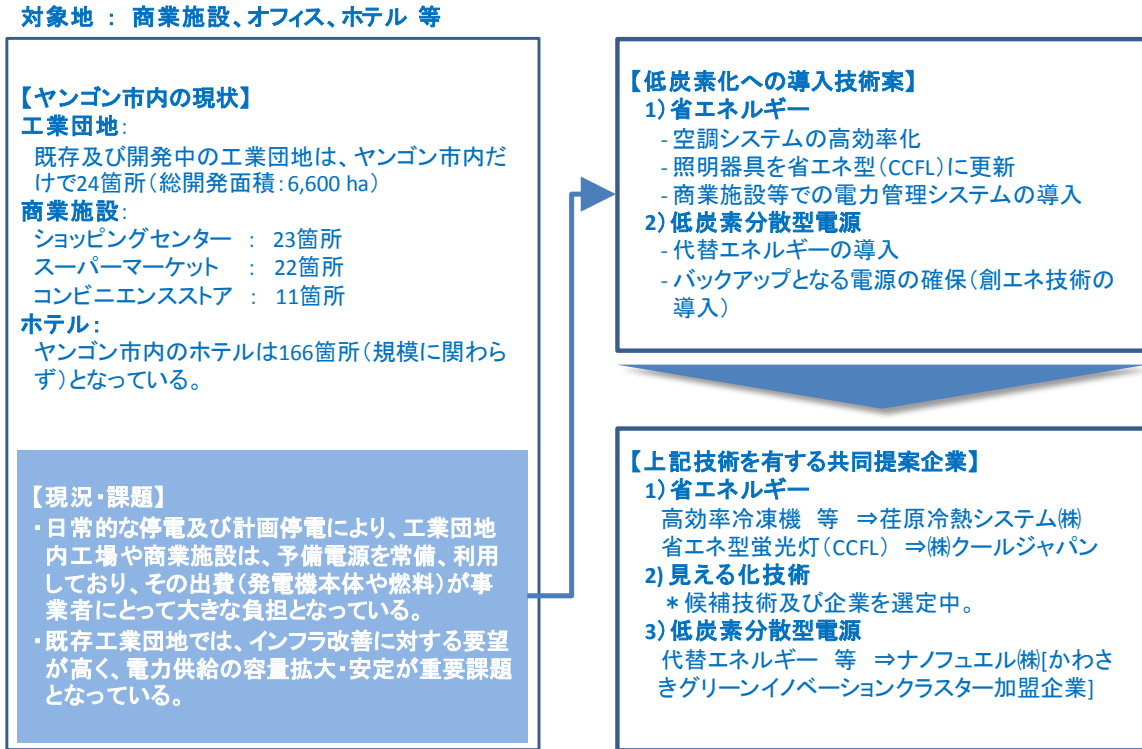 対象地 : 商業施設、オフィス、ホテル 等
【ヤンゴン市内の現状】
工業団地:
既存及び開発中の工業団地は、ヤンゴン市内だ
けで24箇所(総開発面積:6,600 ha)
商業施設:
ショッピングセンター : 23箇所
スーパーマーケット : 22箇所
コンビニエンスストア : 11箇所
ホテル:
ヤンゴン市内のホテルは166箇所(規模に関わら
ず)となっている。
【現況・課題】
・日常的な停電及び計画停電により、工業団地
内工場や商業施設は、予備電源を常備、利用
しており、その出費(発電機本体や燃料)が事
業者にとって大きな負担となっている。
・既存工業団地では、インフラ改善に対する要望
が高く、電力供給の容量拡大・安定が重要課題
となっている。
【低炭素化への導入技術案】
1)省エネルギー
- 空調システムの高効率化
- 照明器具を省エネ型(CCFL)に更新
- 商業施設等での電力管理システムの導入
2)低炭素分散型電源
- 代替エネルギーの導入
- バックアップとなる電源の確保(創エネ技術の
導入)
【上記技術を有する共同提案企業】
1)省エネルギー
高効率冷凍機 等 ⇒荏原冷熱システム㈱
省エネ型蛍光灯(CCFL) ⇒㈱クールジャパン
2)見える化技術
*候補技術及び企業を選定中。
3)低炭素分散型電源
代替エネルギー 等 ⇒ナノフュエル㈱[かわさ
きグリーンイノベーションクラスター加盟企業]